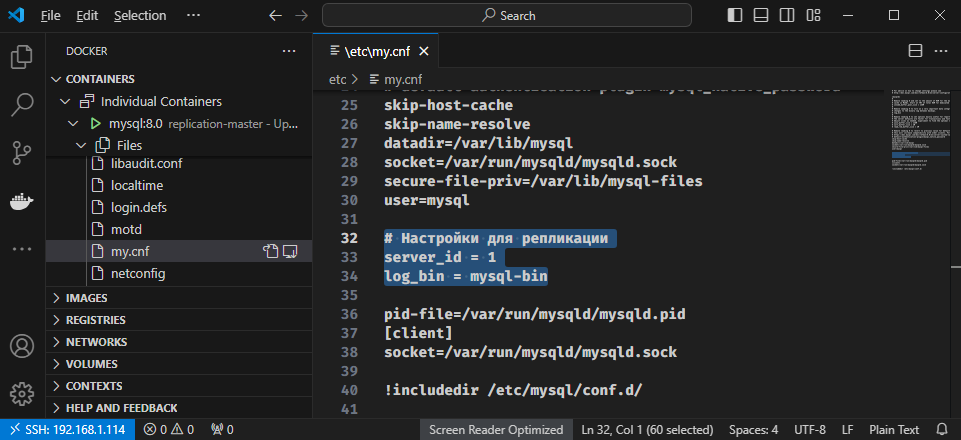 File Edit Selection ··· Search
DOCKER ···
CONTAINERS
Individual Containers
mysql:8.0 replication-master - Up...
Files
libaudit.conf
localtime
login.defs
motd
my.cnf
netconfig
IMAGES
REGISTRIES
NETWORKS
VOLUMES
CONTEXTS
HELP AND FEEDBACK
\etc\my.cnf
etc > my.cnf
25 skip-host-cache
26 skip-name-resolve
27 datadir=/var/lib/mysql
28 socket=/var/run/mysqld/mysqld.sock
29 secure-file-priv=/var/lib/mysql-files
30 user=mysql
31
32 # Настройки для репликации
33 server_id = 1
34 log_bin = mysql-bin
35
36 pid-file=/var/run/mysqld/mysqld.pid
37 [client]
38 socket=/var/run/mysqld/mysqld.sock
39
40 !includedir /etc/mysql/conf.d/
41
SSH: 192.168.1.114 0 0 0 Screen Reader Optimized Ln 32, Col 1 (60 selected) Spaces: 4 UTF-8 LF Plain Text